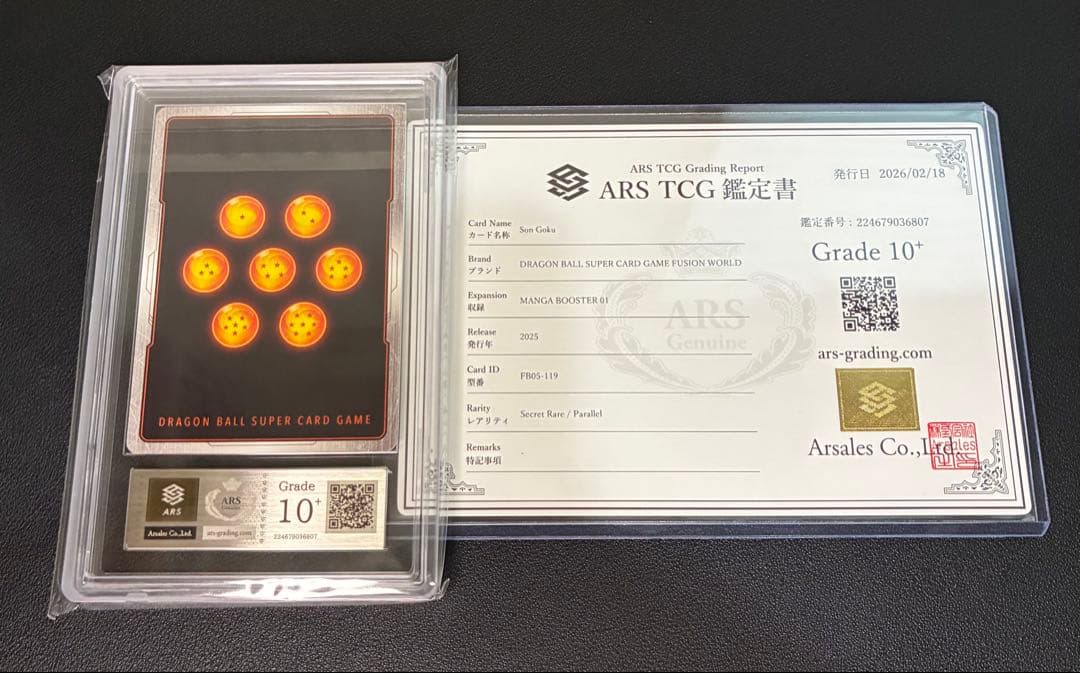 DRAGON BALL SUPER CARD GAME
ARS
Arsales Co.,Ltd.
ARS
ars-grading.com
Grade
10+
224679036807
ARS TCG Grading Report
ARS TCG 鑑定書
発行日 2026/02/18
鑑定番号：224679036807
Card Name
カード名称
Son Goku
Brand
ブランド
DRAGON BALL SUPER CARD GAME FUSION WORLD
Expansion
収録
MANGA BOOSTER 01
Release
発行年
2025
Card ID
型番
FB05-119
Rarity
レアリティ
Secret Rare / Parallel
Remarks
特記事項
-
ARS
Genuine
Grade 10+
ars-grading.com
Arsales Co.,Ltd.